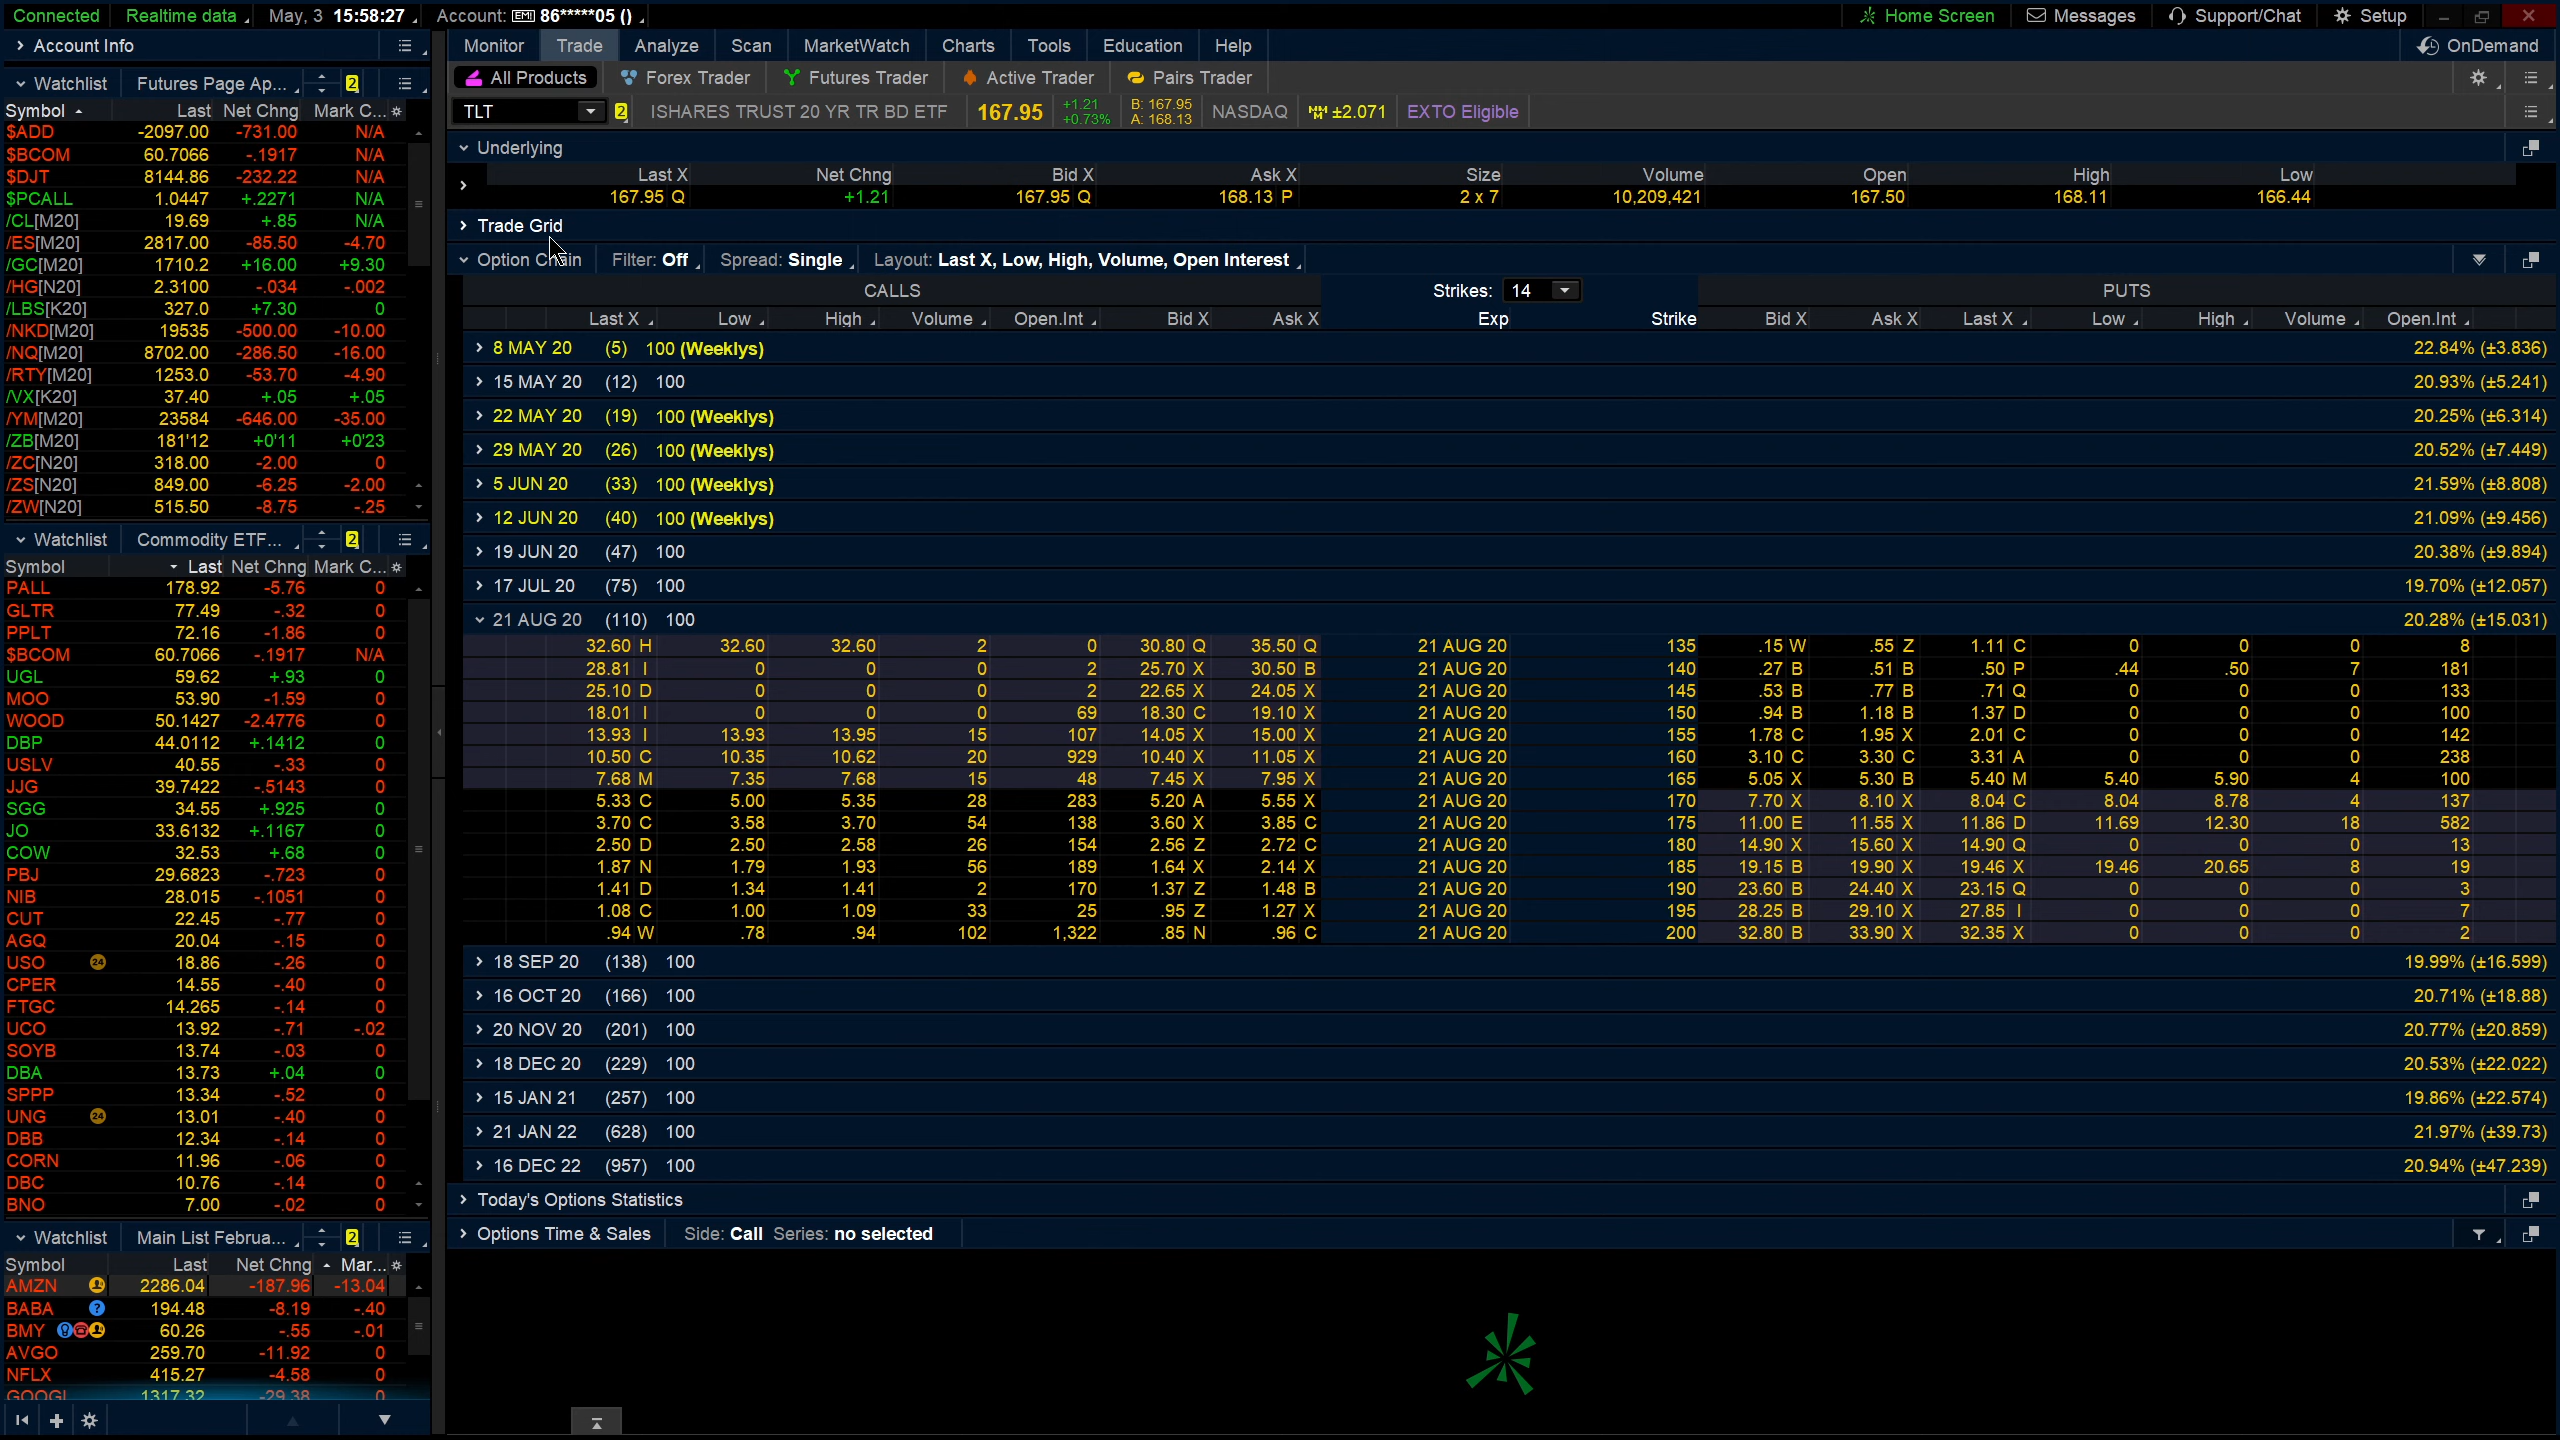 Connected Realtime data May, 3 15:58:27 Account: EMI 86*****05 () Home Screen Messages Support/Chat Setup
Account Info
Monitor Trade Analyze Scan MarketWatch Charts Tools Education Help OnDemand
All Products Forex Trader Futures Trader Active Trader Pairs Trader
TLT 2 ISHARES TRUST 20 YR TR BD ETF 167.95 +1.21 +0.73% B: 167.95 A: 168.13 NASDAQ MM ±2.071 EXTO Eligible
Watchlist Futures Page Ap... 2
Symbol Last Net Chng Mark C...
$ADD -2097.00 -731.00 N/A
$BCOM 60.7066 -.1917 N/A
$DJT 8144.86 -232.22 N/A
$PCALL 1.0447 +.2271 N/A
/CL[M20] 19.69 +.85 N/A
/ES[M20] 2817.00 -85.50 -4.70
/GC[M20] 1710.2 +16.00 +9.30
/HG[N20] 2.3100 -.034 -.002
/LBS[K20] 327.0 +7.30 0
/NKD[M20] 19535 -500.00 -10.00
/NQ[M20] 8702.00 -286.50 -16.00
/RTY[M20] 1253.0 -53.70 -4.90
/VX[K20] 37.40 +.05 +.05
/YM[M20] 23584 -646.00 -35.00
/ZB[M20] 181'12 +0'11 +0'23
/ZC[N20] 318.00 -2.00 0
/ZS[N20] 849.00 -6.25 -2.00
/ZW[N20] 515.50 -8.75 -.25
Watchlist Commodity ETF... 2
Symbol Last Net Chng Mark C...
PALL 178.92 -5.76 0
GLTR 77.49 -.32 0
PPLT 72.16 -1.86 0
$BCOM 60.7066 -.1917 N/A
UGL 59.62 +.93 0
MOO 53.90 -1.59 0
WOOD 50.1427 -2.4776 0
DBP 44.0112 +.1412 0
USLV 40.55 -.33 0
JJG 39.7422 -.5143 0
SGG 34.55 +.925 0
JO 33.6132 +.1167 0
COW 32.53 +.68 0
PBJ 29.6823 -.723 0
NIB 28.015 -.1051 0
CUT 22.45 -.77 0
AGQ 20.04 -.15 0
USO 24 18.86 -.26 0
CPER 14.55 -.40 0
FTGC 14.265 -.14 0
UCO 13.92 -.71 -.02
SOYB 13.74 -.03 0
DBA 13.73 +.04 0
SPPP 13.34 -.52 0
UNG 24 13.01 -.40 0
DBB 12.34 -.14 0
CORN 11.96 -.06 0
DBC 10.76 -.14 0
BNO 7.00 -.02 0
Watchlist Main List Februa... 2
Symbol Last Net Chng Mar...
AMZN 2286.04 -187.96 -13.04
BABA ? 194.48 -8.19 -.40
BMY 60.26 -.55 -.01
AVGO 259.70 -11.92 0
NFLX 415.27 -4.58 0
GOOGL 1317.32 -29.38 0
Underlying
Last X Net Chng Bid X Ask X Size Volume Open High Low
167.95 Q +1.21 167.95 Q 168.13 P 2 x 7 10,209,421 167.50 168.11 166.44
Trade Grid
Option Chain Filter: Off Spread: Single Layout: Last X, Low, High, Volume, Open Interest
CALLS Strikes: 14 PUTS
Last X Low High Volume Open.Int Bid X Ask X Exp Strike Bid X Ask X Last X Low High Volume Open.Int
8 MAY 20 (5) 100 (Weeklys) 22.84% (±3.836)
15 MAY 20 (12) 100 20.93% (±5.241)
22 MAY 20 (19) 100 (Weeklys) 20.25% (±6.314)
29 MAY 20 (26) 100 (Weeklys) 20.52% (±7.449)
5 JUN 20 (33) 100 (Weeklys) 21.59% (±8.808)
12 JUN 20 (40) 100 (Weeklys) 21.09% (±9.456)
19 JUN 20 (47) 100 20.38% (±9.894)
17 JUL 20 (75) 100 19.70% (±12.057)
21 AUG 20 (110) 100 20.28% (±15.031)
32.60 H 32.60 32.60 2 0 30.80 Q 35.50 Q 21 AUG 20 135 .15 W .55 Z 1.11 C 0 0 0 8
28.81 I 0 0 0 2 25.70 X 30.50 B 21 AUG 20 140 .27 B .51 B .50 P .44 .50 7 181
25.10 D 0 0 0 2 22.65 X 24.05 X 21 AUG 20 145 .53 B .77 B .71 Q 0 0 0 133
18.01 I 0 0 0 69 18.30 C 19.10 X 21 AUG 20 150 .94 B 1.18 B 1.37 D 0 0 0 100
13.93 I 13.93 13.95 15 107 14.05 X 15.00 X 21 AUG 20 155 1.78 C 1.95 X 2.01 C 0 0 0 142
10.50 C 10.35 10.62 20 929 10.40 X 11.05 X 21 AUG 20 160 3.10 C 3.30 C 3.31 A 0 0 0 238
7.68 M 7.35 7.68 15 48 7.45 X 7.95 X 21 AUG 20 165 5.05 X 5.30 B 5.40 M 5.40 5.90 4 100
5.33 C 5.00 5.35 28 283 5.20 A 5.55 X 21 AUG 20 170 7.70 X 8.10 X 8.04 C 8.04 8.78 4 137
3.70 C 3.58 3.70 54 138 3.60 X 3.85 C 21 AUG 20 175 11.00 E 11.55 X 11.86 D 11.69 12.30 18 582
2.50 D 2.50 2.58 26 154 2.56 Z 2.72 C 21 AUG 20 180 14.90 X 15.60 X 14.90 Q 0 0 0 13
1.87 N 1.79 1.93 56 189 1.64 X 2.14 X 21 AUG 20 185 19.15 B 19.90 X 19.46 X 19.46 20.65 8 19
1.41 D 1.34 1.41 2 170 1.37 Z 1.48 B 21 AUG 20 190 23.60 B 24.40 X 23.15 Q 0 0 0 3
1.08 C 1.00 1.09 33 25 .95 Z 1.27 X 21 AUG 20 195 28.25 B 29.10 X 27.85 I 0 0 0 7
.94 W .78 .94 102 1,322 .85 N .96 C 21 AUG 20 200 32.80 B 33.90 X 32.35 X 0 0 0 2
18 SEP 20 (138) 100 19.99% (±16.599)
16 OCT 20 (166) 100 20.71% (±18.88)
20 NOV 20 (201) 100 20.77% (±20.859)
18 DEC 20 (229) 100 20.53% (±22.022)
15 JAN 21 (257) 100 19.86% (±22.574)
21 JAN 22 (628) 100 21.97% (±39.73)
16 DEC 22 (957) 100 20.94% (±47.239)
Today's Options Statistics
Options Time & Sales Side: Call Series: no selected